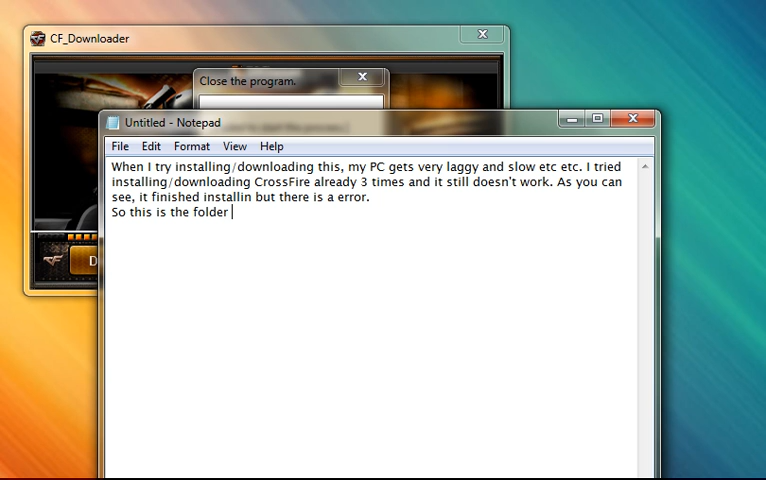 CF_Downloader
Close the program.
Untitled - Notepad
File Edit Format View Help
When I try installing/downloading this, my PC gets very laggy and slow etc etc. I tried
installing/downloading CrossFire already 3 times and it still doesn't work. As you can
see, it finished installin but there is a error.
So this is the folder